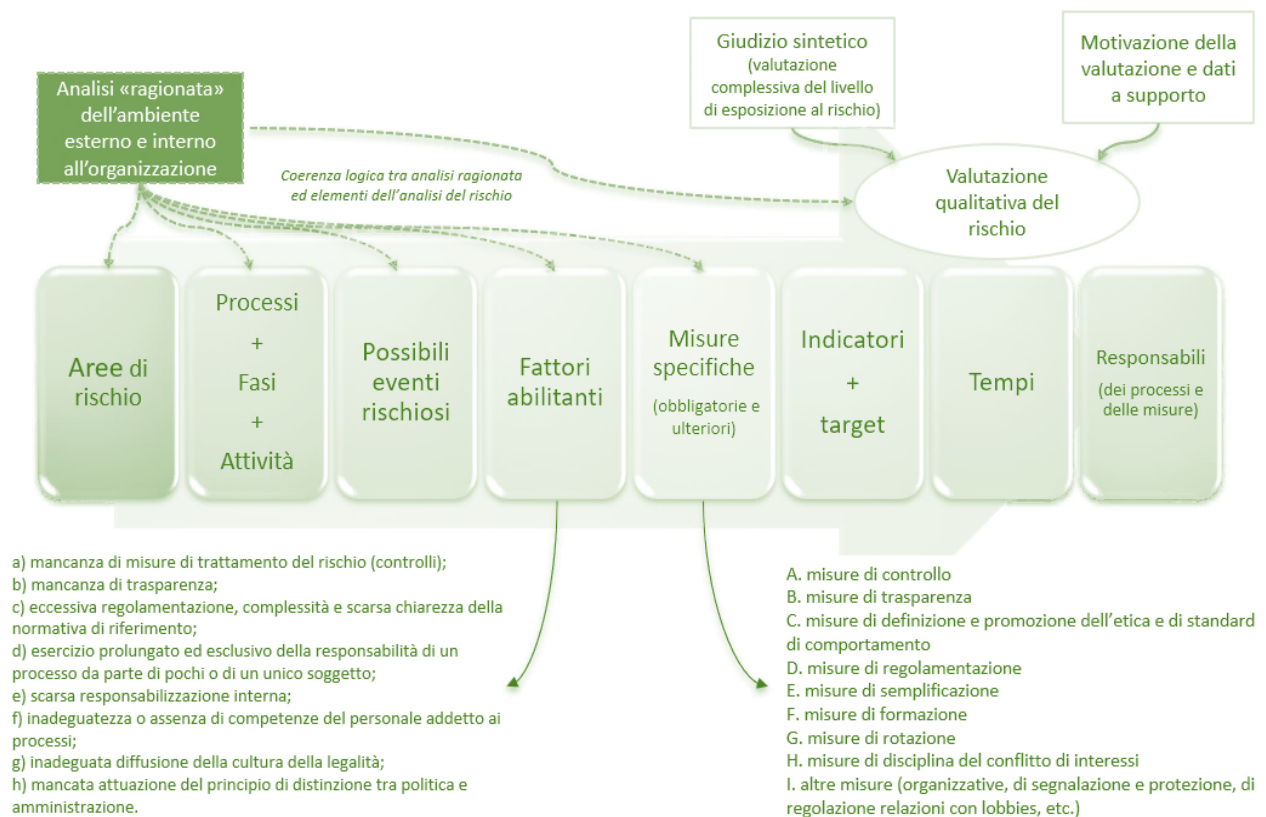 Giudizio sintetico
(valutazione
complessiva del livello
di esposizione al rischio)
Motivazione della
valutazione e dati
a supporto
Analisi «ragionata»
dell'ambiente
esterno e interno
all'organizzazione
Coerenza logica tra analisi ragionata
ed elementi dell'analisi del rischio
Valutazione
qualitativa del
rischio
Aree di
rischio
Processi
+
Fasi
+
Attività
Possibili
eventi
rischiosi
Fattori
abilitanti
Misure
specifiche
(obbligatorie e
ulteriori)
Indicatori
+
target
Tempi
Responsabili
(dei processi e
delle misure)
a) mancanza di misure di trattamento del rischio (controlli);
b) mancanza di trasparenza;
c) eccessiva regolamentazione, complessità e scarsa chiarezza della
normativa di riferimento;
d) esercizio prolungato ed esclusivo della responsabilità di un
processo da parte di pochi o di un unico soggetto;
e) scarsa responsabilizzazione interna;
f) inadeguatezza o assenza di competenze del personale addetto ai
processi;
g) inadeguata diffusione della cultura della legalità;
h) mancata attuazione del principio di distinzione tra politica e
amministrazione.
A. misure di controllo
B. misure di trasparenza
C. misure di definizione e promozione dell'etica e di standard
di comportamento
D. misure di regolamentazione
E. misure di semplificazione
F. misure di formazione
G. misure di rotazione
H. misure di disciplina del conflitto di interessi
I. altre misure (organizzative, di segnalazione e protezione, di
regolazione relazioni con lobbies, etc.)